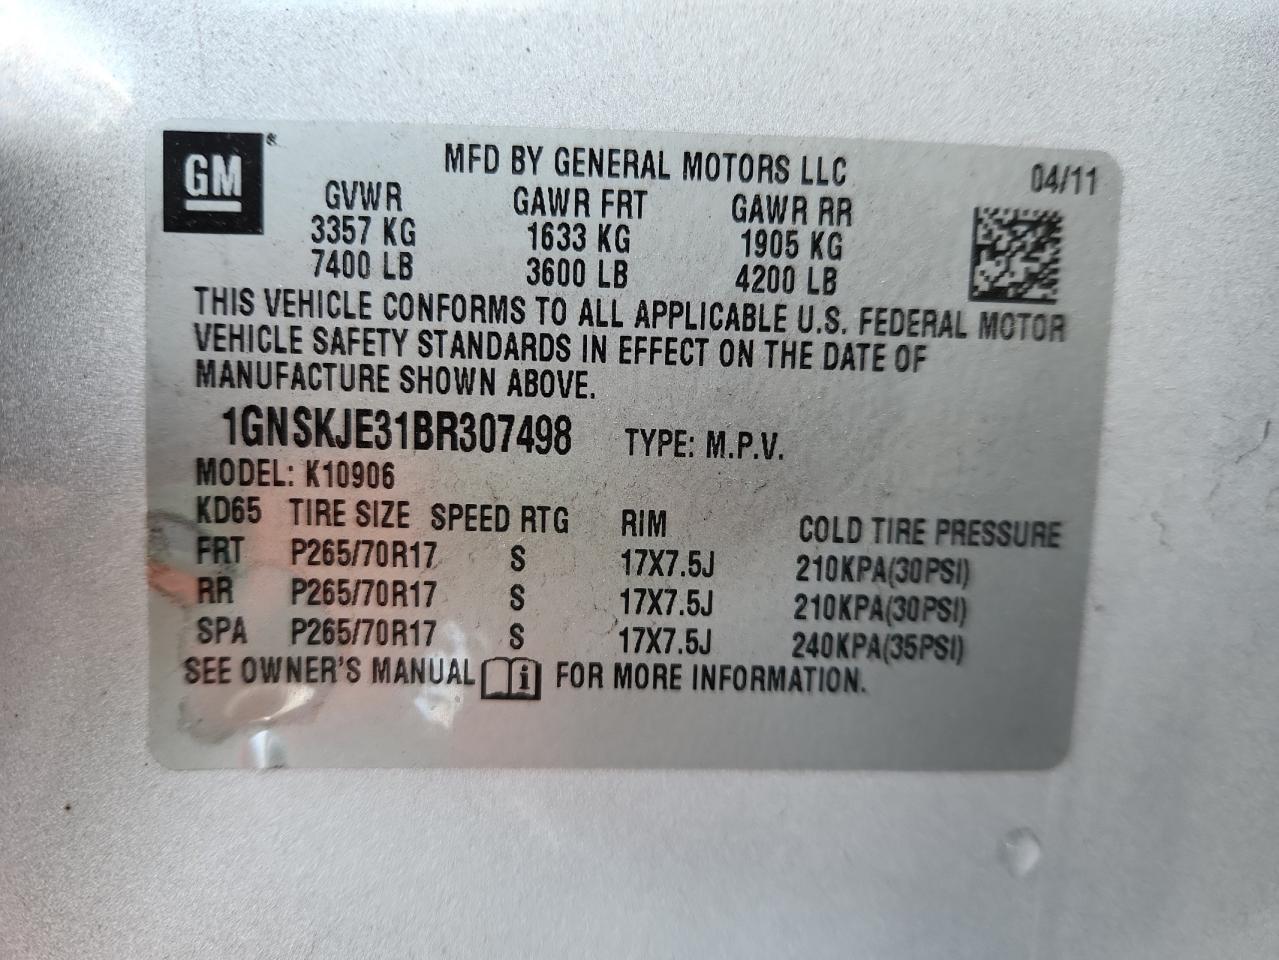 GM®
MFD BY GENERAL MOTORS LLC 04/11
GVWR GAWR FRT GAWR RR
3357 KG 1633 KG 1905 KG
7400 LB 3600 LB 4200 LB
THIS VEHICLE CONFORMS TO ALL APPLICABLE U.S. FEDERAL MOTOR
VEHICLE SAFETY STANDARDS IN EFFECT ON THE DATE OF
MANUFACTURE SHOWN ABOVE.
1GNSKJE31BR307498 TYPE: M.P.V.
MODEL: K10906
KD65 TIRE SIZE SPEED RTG RIM COLD TIRE PRESSURE
FRT P265/70R17 S 17X7.5J 210KPA(30PSI)
RR P265/70R17 S 17X7.5J 210KPA(30PSI)
SPA P265/70R17 S 17X7.5J 240KPA(35PSI)
SEE OWNER'S MANUAL i FOR MORE INFORMATION.